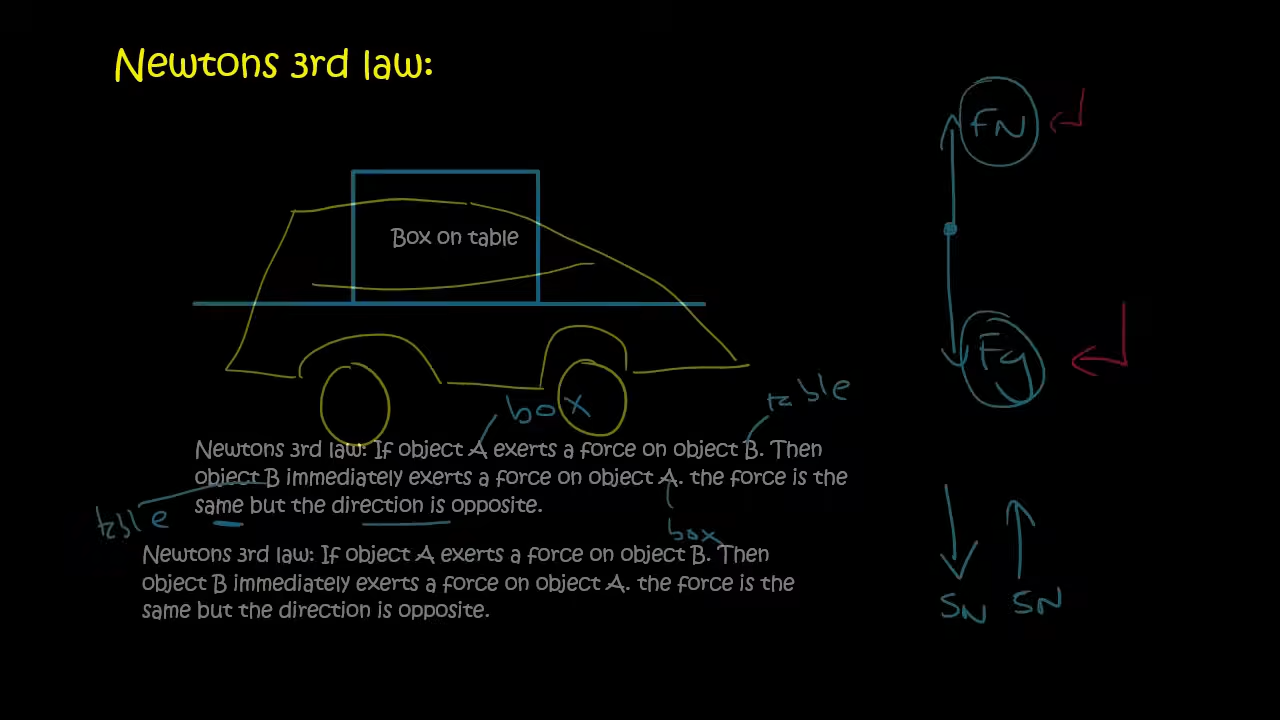 Newtons 3rd law:
FN
Box on table
Fg
table
box
Newtons 3rd law: If object A exerts a force on object B. Then
object B immediately exerts a force on object A. the force is the
same but the direction is opposite.
table
box
Newtons 3rd law: If object A exerts a force on object B. Then
object B immediately exerts a force on object A. the force is the
same but the direction is opposite.
5N 5N